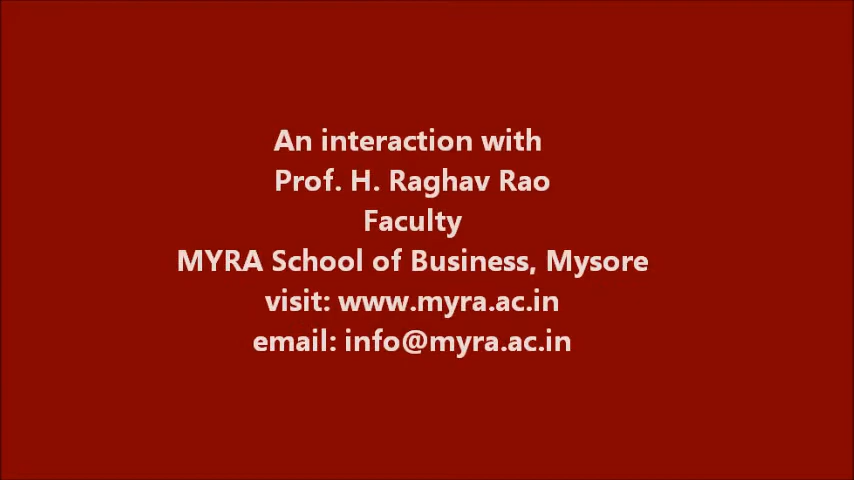 An interaction with
Prof. H. Raghav Rao
Faculty
MYRA School of Business, Mysore
visit: www.myra.ac.in
email: info@myra.ac.in